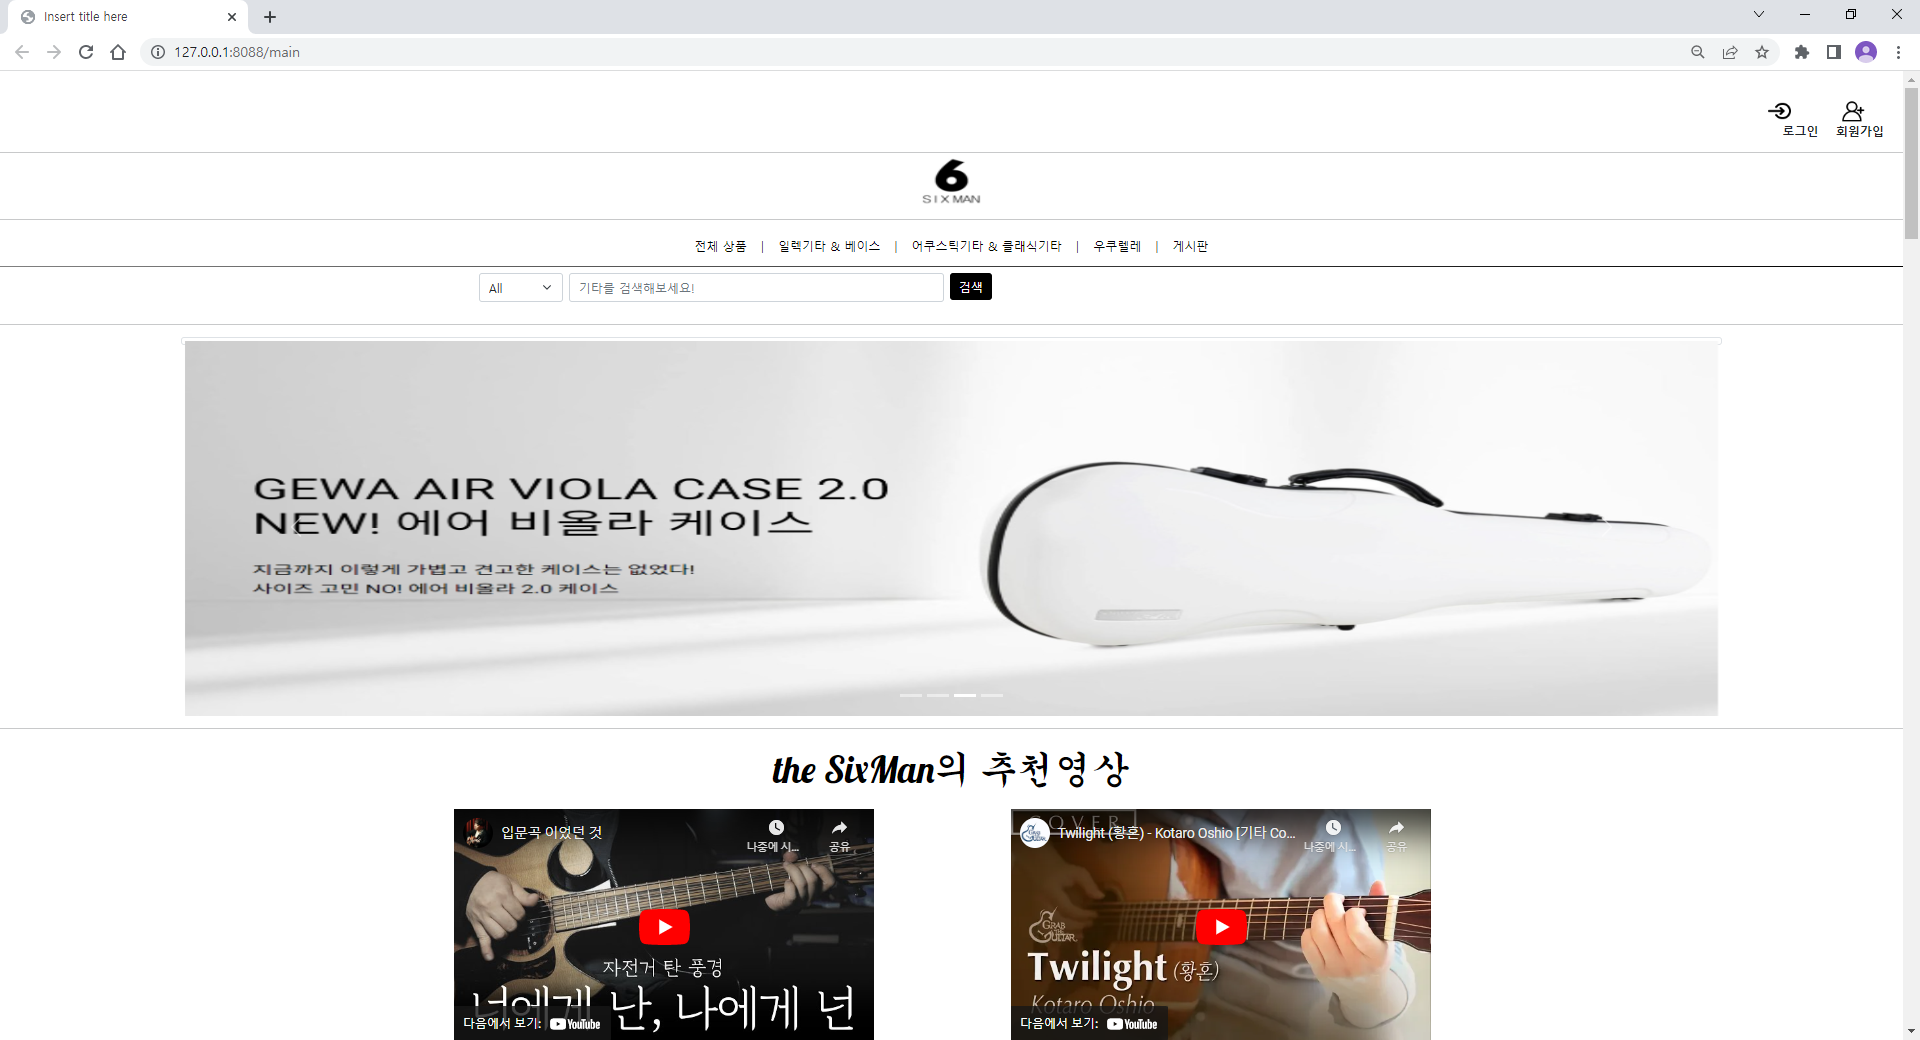 Insert title here
127.0.0.1:8088/main
로그인
회원가입
6
SIXMAN
전체 상품 | 일렉기타 & 베이스 | 어쿠스틱기타 & 클래식기타 | 우쿠렐레 | 게시판
All
기타를 검색해보세요!
검색
GEWA AIR VIOLA CASE 2.0
NEW! 에어 비올라 케이스
지금까지 이렇게 가볍고 견고한 케이스는 없었다!
사이즈 고민 NO! 에어 비올라 2.0 케이스
the SixMan의 추천영상
입문곡 이었던 것
나중에 시...
공유
자전거 탄 풍경
너에게 난, 나에게 넌
다음에서 보기: YouTube
COVER
Twilight (황혼) - Kotaro Oshio [기타 Co...
나중에 시...
공유
GRAB THE GUITAR
Twilight (황혼)
Kotaro Oshio
다음에서 보기: YouTube